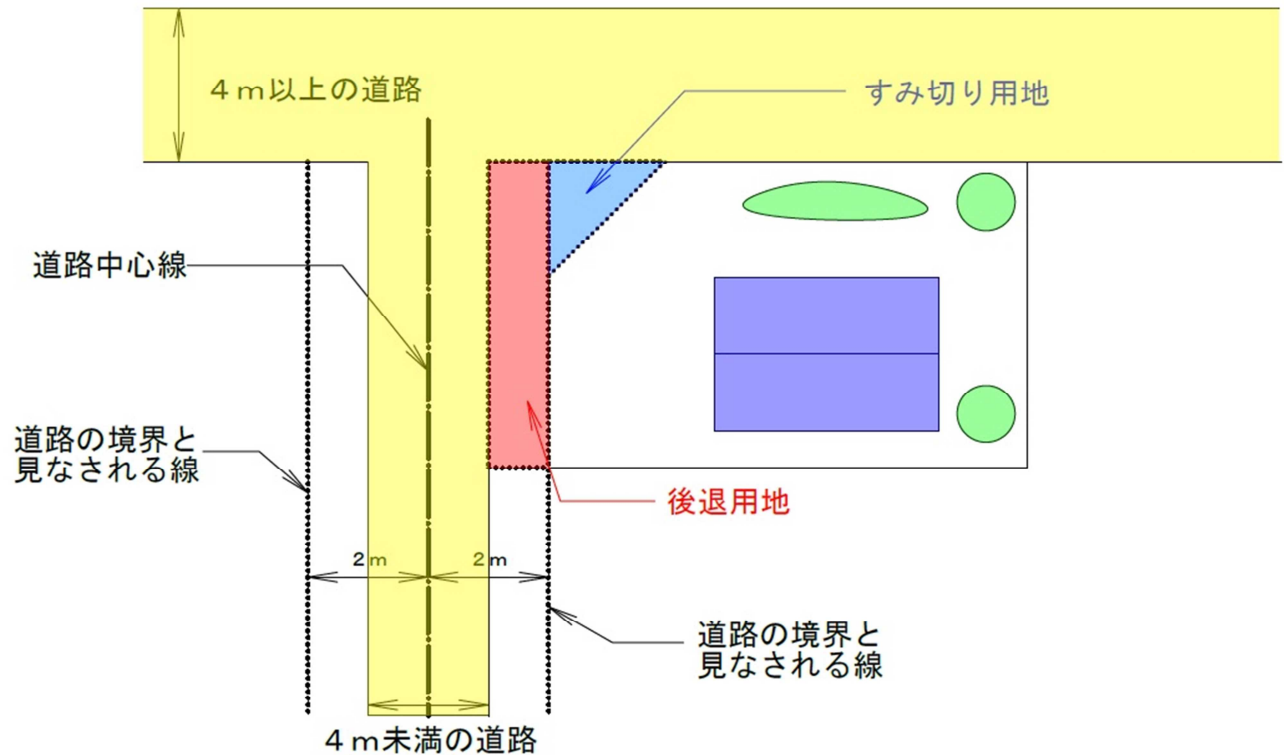 ４ｍ以上の道路
すみ切り用地
道路中心線
道路の境界と
見なされる線
後退用地
２ｍ
２ｍ
道路の境界と
見なされる線
４ｍ未満の道路